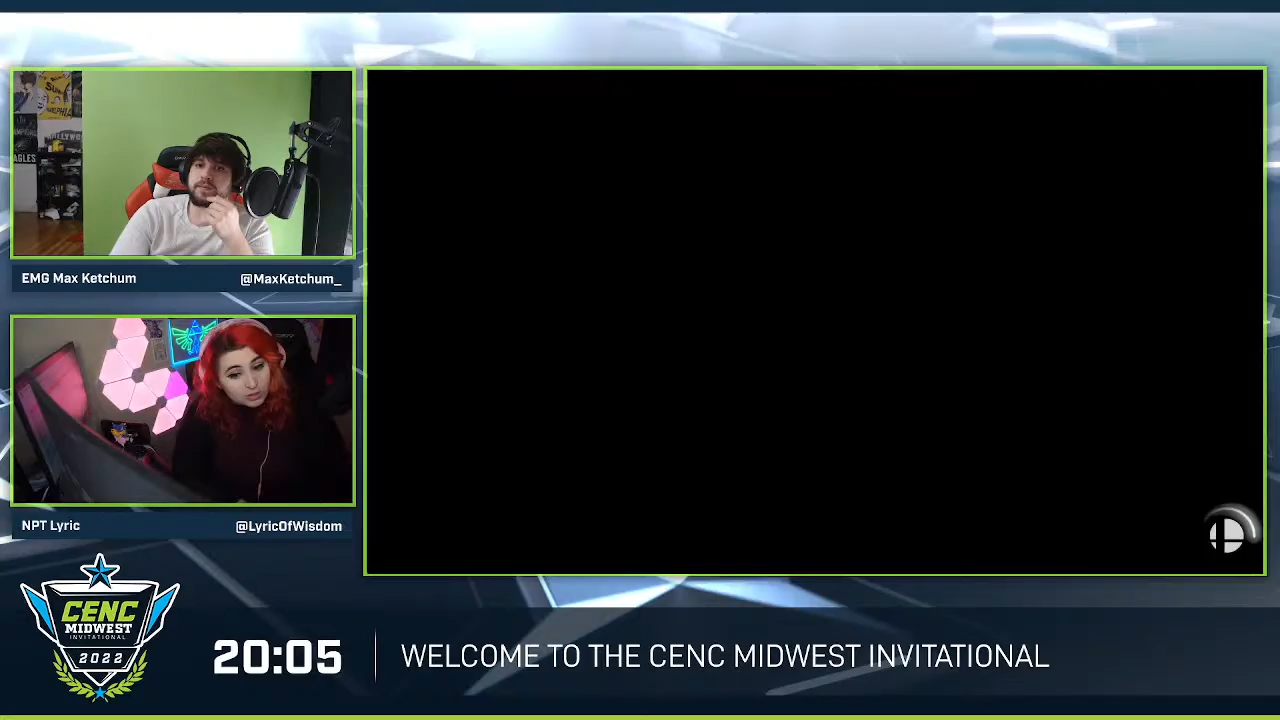 EAGLES
EMG Max Ketchum
@MaxKetchum_
NPT Lyric
@LyricOfWisdom
CENC
MIDWEST
INVITATIONAL
2022
20:05
WELCOME TO THE CENC MIDWEST INVITATIONAL